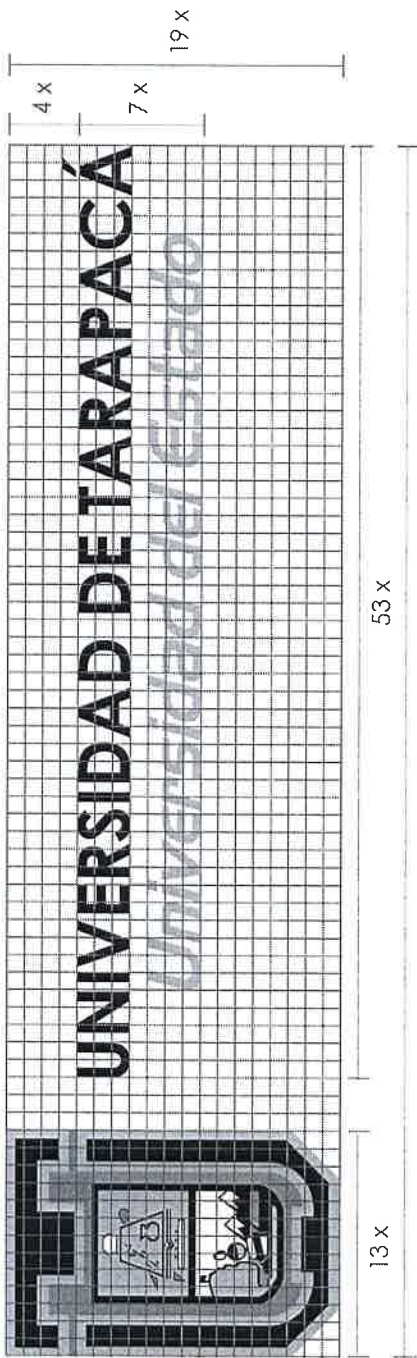 UNIVERSIDAD DE TARAPACÁ
Universidad del Estado
4 x
7 x
19 x
13 x
53 x